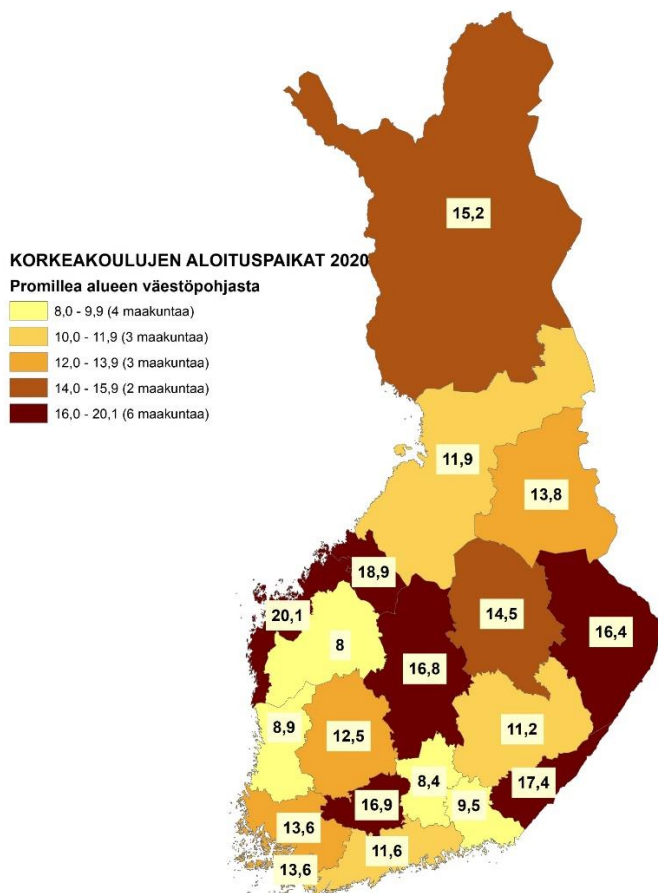 15,2
KORKEAKOULUJEN ALOITUSPAIKAT 2020
Promillea alueen väestöpohjasta
8,0 - 9,9 (4 maakuntaa)
10,0 - 11,9 (3 maakuntaa)
12,0 - 13,9 (3 maakuntaa)
14,0 - 15,9 (2 maakuntaa)
16,0 - 20,1 (6 maakuntaa)
11,9
13,8
18,9
20,1
14,5
16,4
8
16,8
8,9
12,5
11,2
8,4
17,4
16,9
9,5
13,6
11,6
13,6